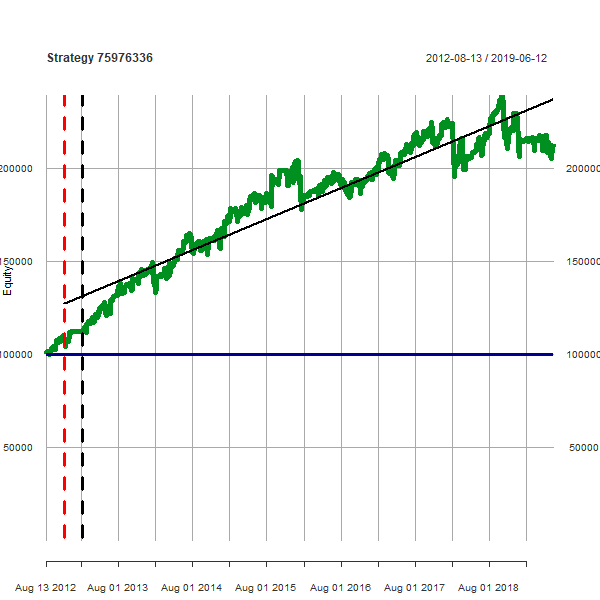 Strategy 75976336
2012-08-13 / 2019-06-12
200000
200000
150000
150000
Equity
100000
100000
50000
50000
Aug 13 2012
Aug 01 2013
Aug 01 2014
Aug 01 2015
Aug 01 2016
Aug 01 2017
Aug 01 2018